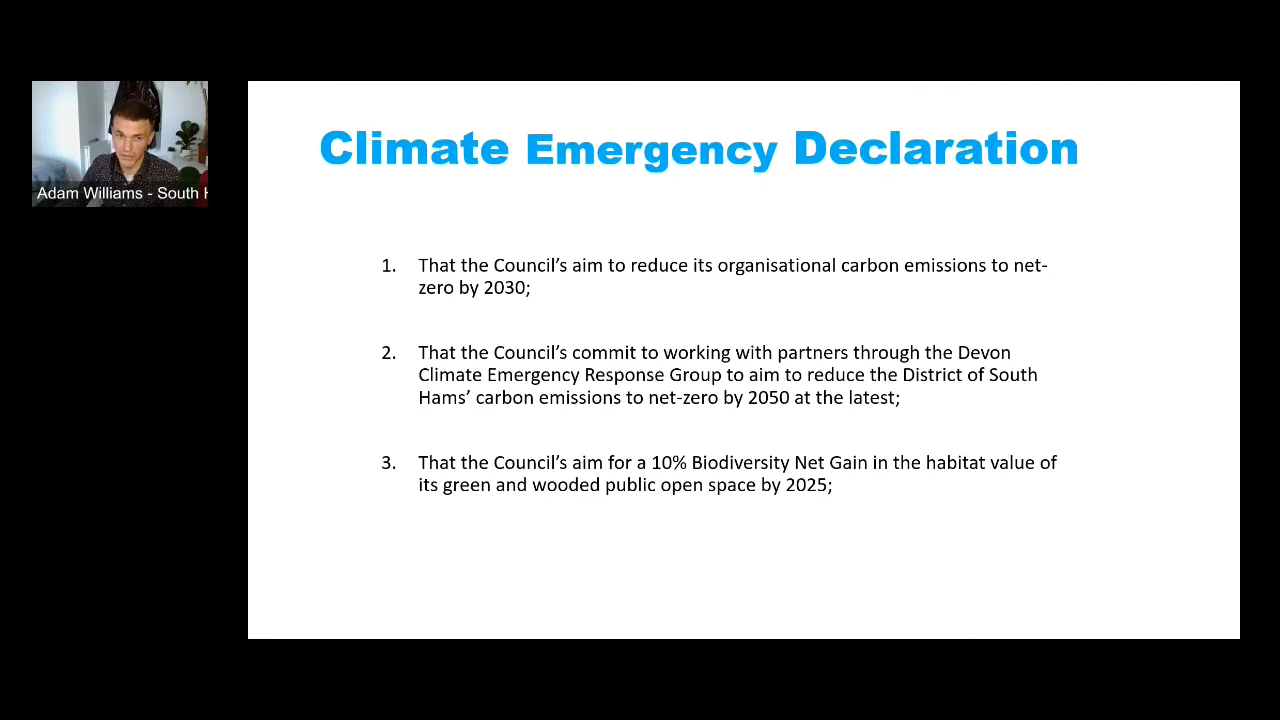 Climate Emergency Declaration
Adam Williams - South H
1. That the Council's aim to reduce its organisational carbon emissions to net-
zero by 2030;
2. That the Council's commit to working with partners through the Devon
Climate Emergency Response Group to aim to reduce the District of South
Hams' carbon emissions to net-zero by 2050 at the latest;
3. That the Council's aim for a 10% Biodiversity Net Gain in the habitat value of
its green and wooded public open space by 2025;